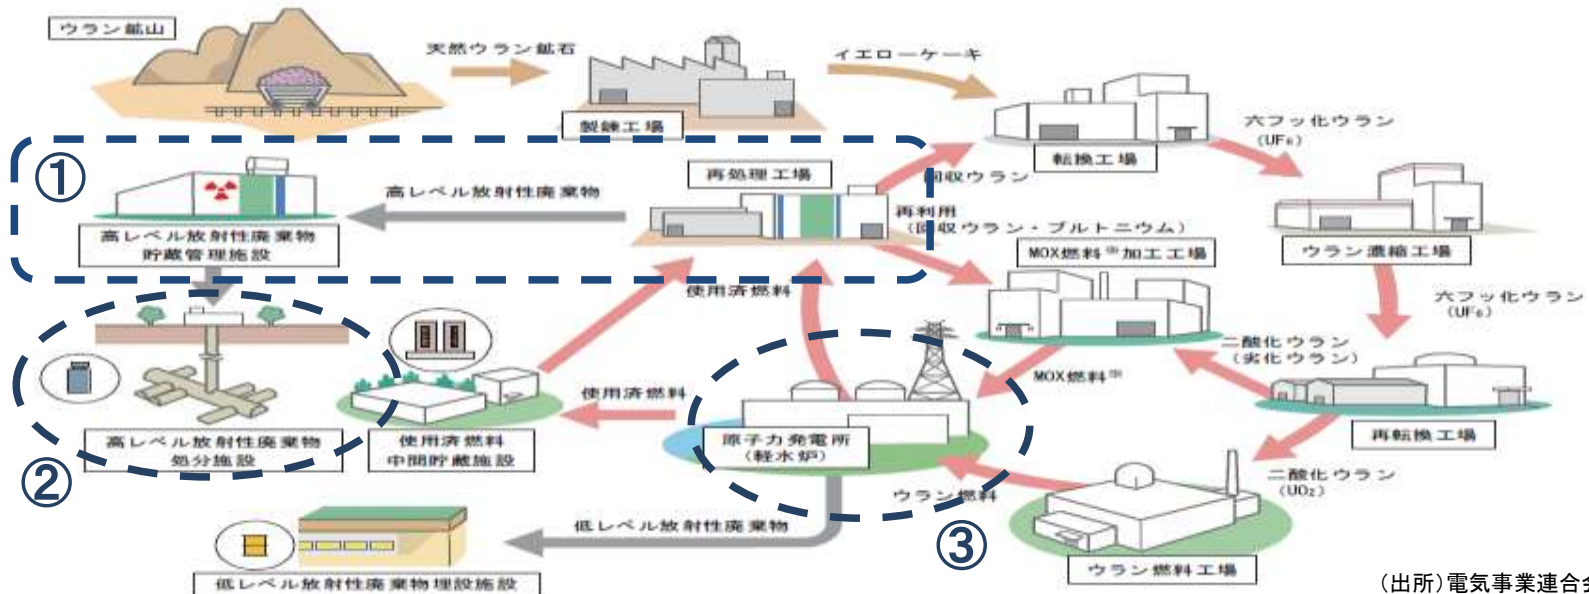 ウラン鉱山
天然ウラン鉱石
製錬工場
イエローケーキ
転換工場
六フッ化ウラン
(UF₆)
ウラン濃縮工場
①
高レベル放射性廃棄物
貯蔵管理施設
高レベル放射性廃棄物
再処理工場
回収ウラン
再利用
(回収ウラン・プルトニウム)
MOX燃料(注)加工工場
六フッ化ウラン
(UF₆)
使用済燃料
二酸化ウラン
(劣化ウラン)
MOX燃料(注)
再転換工場
②
高レベル放射性廃棄物
処分施設
使用済燃料
中間貯蔵施設
使用済燃料
原子力発電所
(軽水炉)
ウラン燃料
二酸化ウラン
(UO₂)
③
ウラン燃料工場
低レベル放射性廃棄物
低レベル放射性廃棄物埋設施設
(出所)電気事業連合会